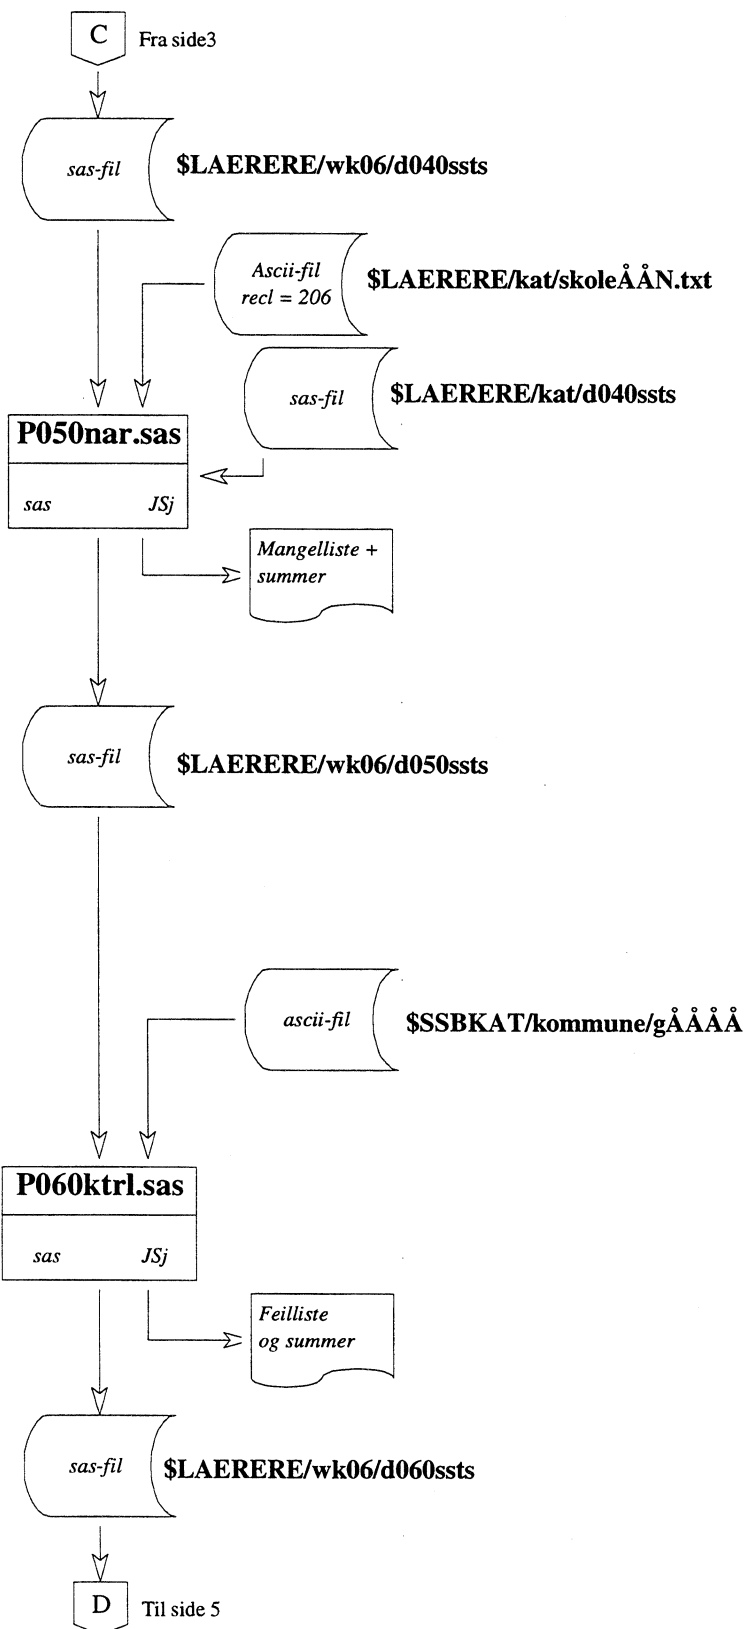 C
Fra side3
sas-fil
$LAERERE/wk06/d040ssts
Ascii-fil
recl = 206
$LAERERE/kat/skoleÅÅN.txt
sas-fil
$LAERERE/kat/d040ssts
P050nar.sas
sas JSj
Mangelliste +
summer
sas-fil
$LAERERE/wk06/d050ssts
ascii-fil
$SSBKAT/kommune/gÅÅÅÅ
P060ktrl.sas
sas JSj
Feilliste
og summer
sas-fil
$LAERERE/wk06/d060ssts
D
Til side 5